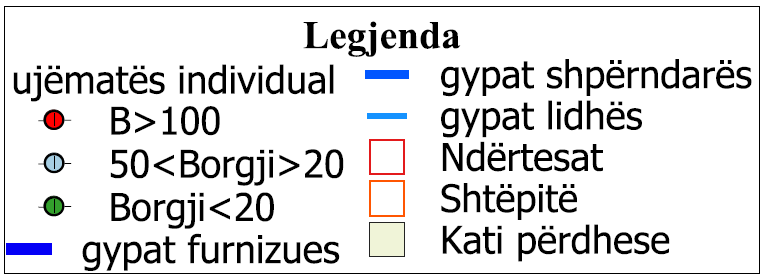 Legjenda
ujëmatës individual
B>100
50<Borgji>20
Borgji<20
gypat furnizues
gypat shpërndarës
gypat lidhës
Ndërtesat
Shtëpitë
Kati përdhese